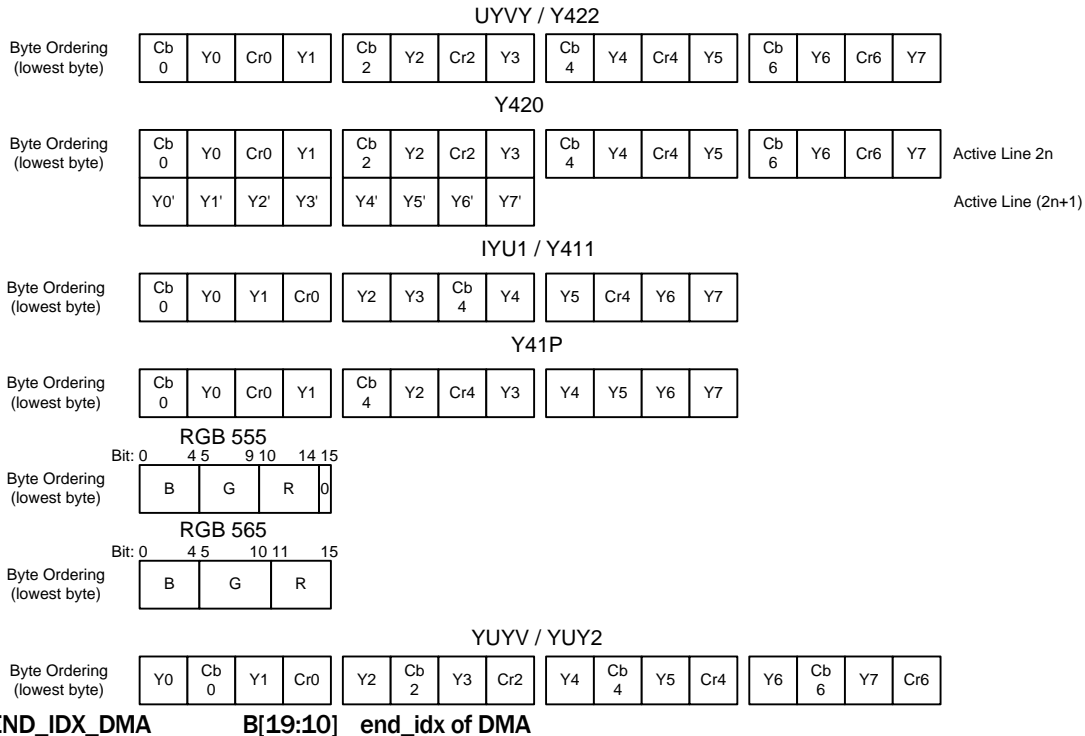 UYVY / Y422
Byte Ordering
(lowest byte)
Cb
0 Y0 Cr0 Y1 Cb
2 Y2 Cr2 Y3 Cb
4 Y4 Cr4 Y5 Cb
6 Y6 Cr6 Y7
Y420
Byte Ordering
(lowest byte)
Cb
0 Y0 Cr0 Y1 Cb
2 Y2 Cr2 Y3 Cb
4 Y4 Cr4 Y5 Cb
6 Y6 Cr6 Y7 Active Line 2n
Y0' Y1' Y2' Y3' Y4' Y5' Y6' Y7' Active Line (2n+1)
IYU1 / Y411
Byte Ordering
(lowest byte)
Cb
0 Y0 Y1 Cr0 Y2 Y3 Cb
4 Y4 Y5 Cr4 Y6 Y7
Y41P
Byte Ordering
(lowest byte)
Cb
0 Y0 Cr0 Y1 Cb
4 Y2 Cr4 Y3 Y4 Y5 Y6 Y7
RGB 555
Bit: 0 4 5 9 10 14 15
Byte Ordering
(lowest byte)
B G R 0
RGB 565
Bit: 0 4 5 10 11 15
Byte Ordering
(lowest byte)
B G R
YUYV / YUY2
Byte Ordering
(lowest byte)
Y0 Cb
0 Y1 Cr0 Y2 Cb
2 Y3 Cr2 Y4 Cb
4 Y5 Cr4 Y6 Cb
6 Y7 Cr6
END_IDX_DMA B[19:10] end_idx of DMA